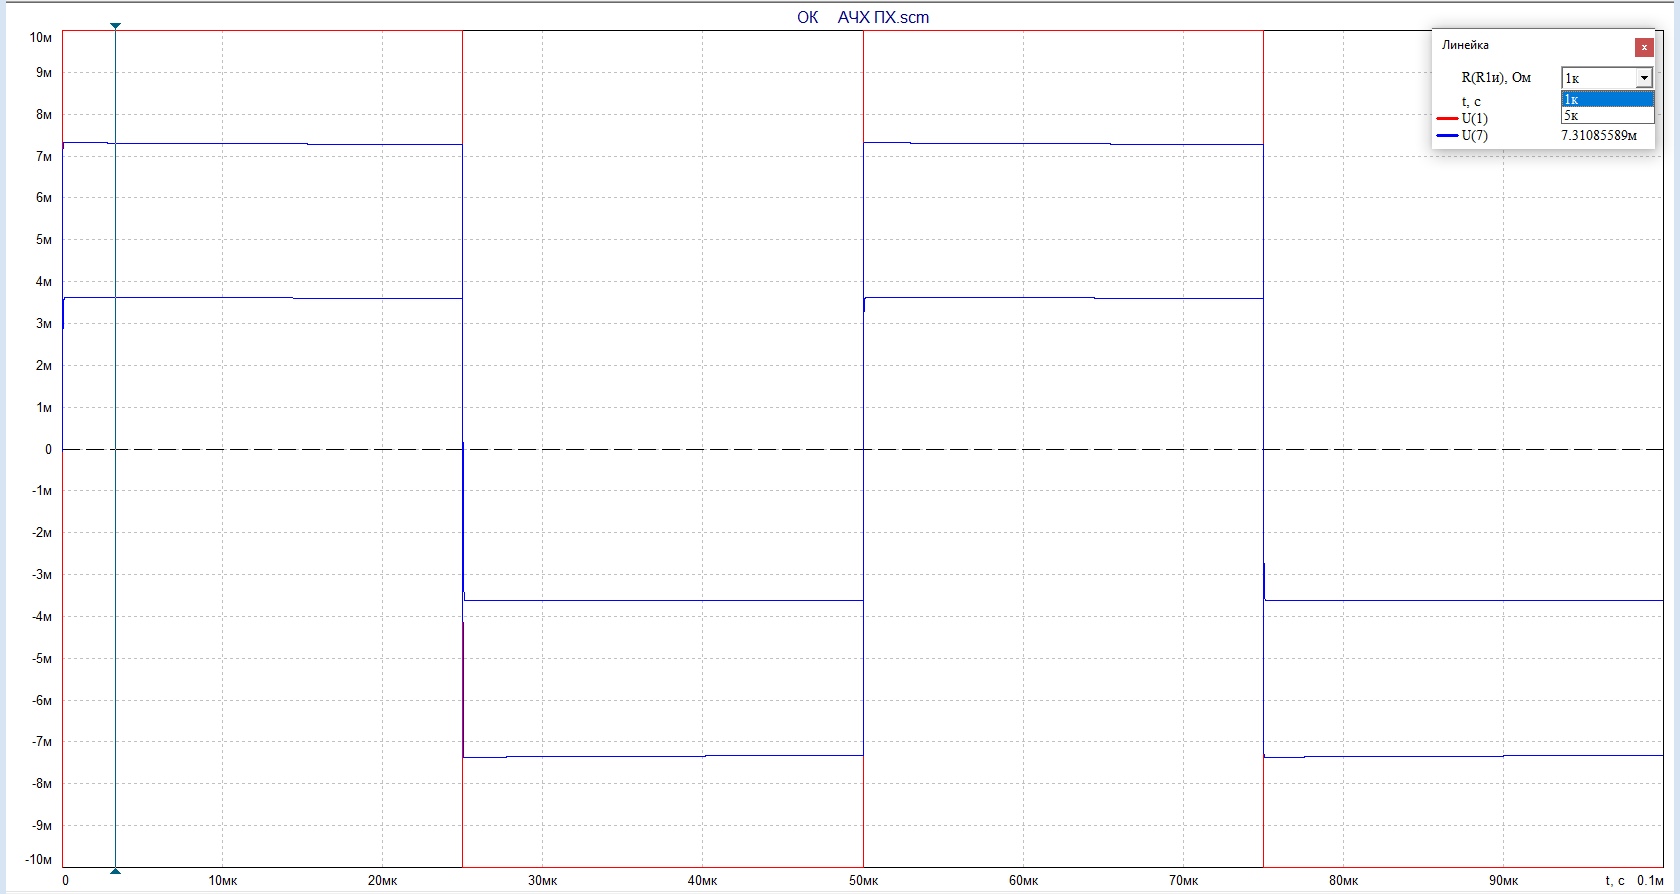 ОК АЧХ ПХ.scm
10м
9м
8м
7м
6м
5м
4м
3м
2м
1м
0
-1м
-2м
-3м
-4м
-5м
-6м
-7м
-8м
-9м
-10м
0 10мк 20мк 30мк 40мк 50мк 60мк 70мк 80мк 90мк t, с 0.1м
Линейка x
R(R1и), Ом 1к
t, с 1к
5к
U(1)
U(7) 7.31085589м